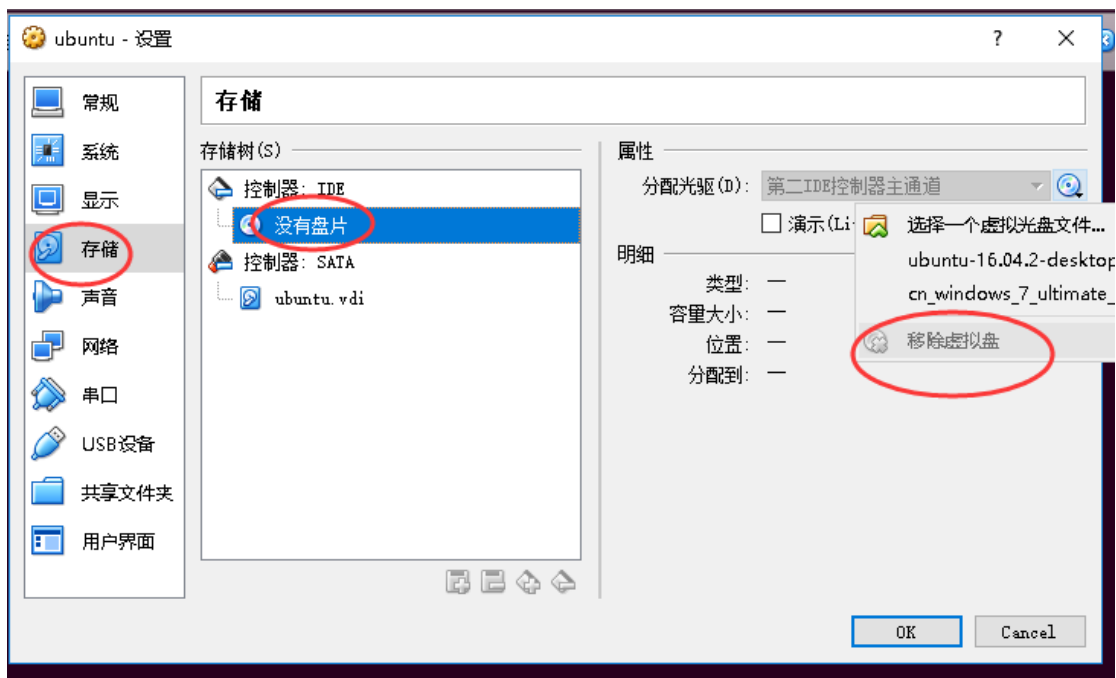 ubuntu - 设置
?
常规
系统
显示
存储
声音
网络
串口
USB设备
共享文件夹
用户界面
存储
存储树(S)
控制器: IDE
没有盘片
控制器: SATA
ubuntu.vdi
属性
分配光驱(D):
第二IDE控制器主通道
演示(Li
选择一个虚拟光盘文件...
ubuntu-16.04.2-desktop
cn_windows_7_ultimate_
移除虚拟盘
明细
类型: —
容量大小: —
位置: —
分配到: —
OK
Cancel